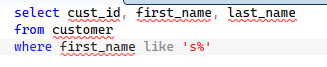 select cust_id, first_name, last_name
from customer
where first_name like 's%'